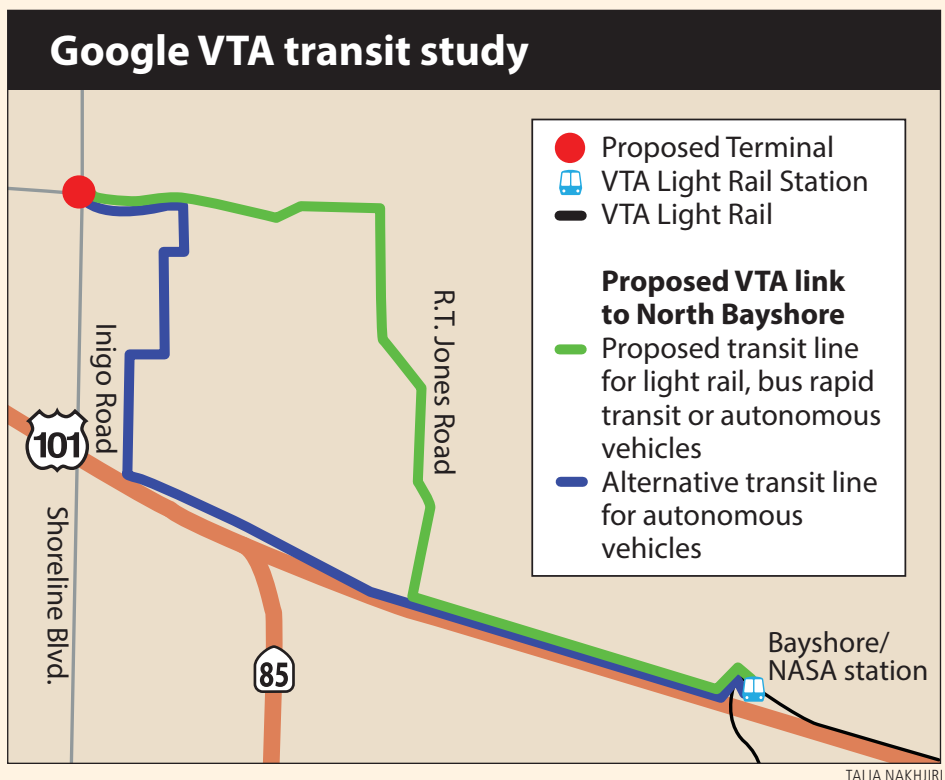 Google VTA transit study
Proposed Terminal
VTA Light Rail Station
VTA Light Rail
Proposed VTA link
to North Bayshore
Proposed transit line
for light rail, bus rapid
transit or autonomous
vehicles
Alternative transit line
for autonomous
vehicles
R.T. Jones Road
Inigo Road
101
Shoreline Blvd.
85
Bayshore/
NASA station
TALIA NAKHJIRI